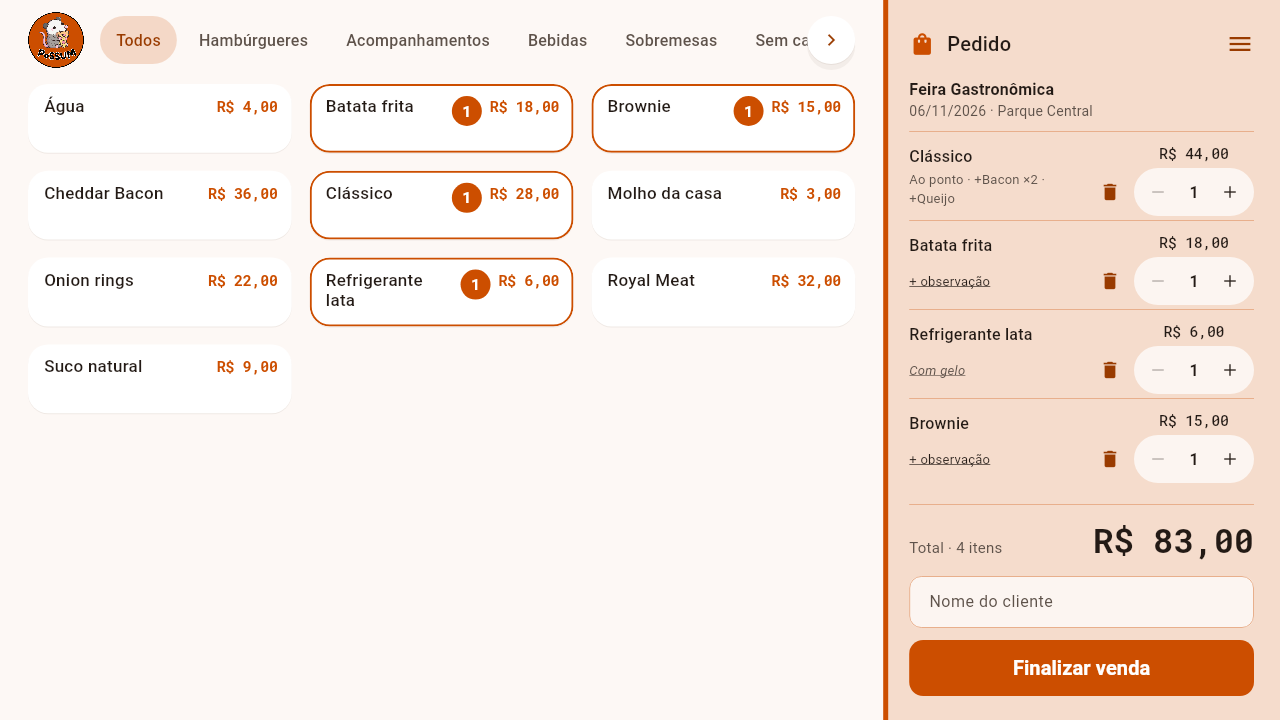 POSSUM
Todos
Hambúrgueres
Acompanhamentos
Bebidas
Sobremesas
Sem ca
Água
R$ 4,00
Batata frita
1
R$ 18,00
Brownie
1
R$ 15,00
Cheddar Bacon
R$ 36,00
Clássico
1
R$ 28,00
Molho da casa
R$ 3,00
Onion rings
R$ 22,00
Refrigerante
lata
1
R$ 6,00
Royal Meat
R$ 32,00
Suco natural
R$ 9,00
Pedido
Feira Gastronômica
06/11/2026 · Parque Central
Clássico
R$ 44,00
Ao ponto · +Bacon ×2 ·
+Queijo
1
Batata frita
R$ 18,00
+ observação
1
Refrigerante lata
R$ 6,00
Com gelo
1
Brownie
R$ 15,00
+ observação
1
Total · 4 itens
R$ 83,00
Nome do cliente
Finalizar venda